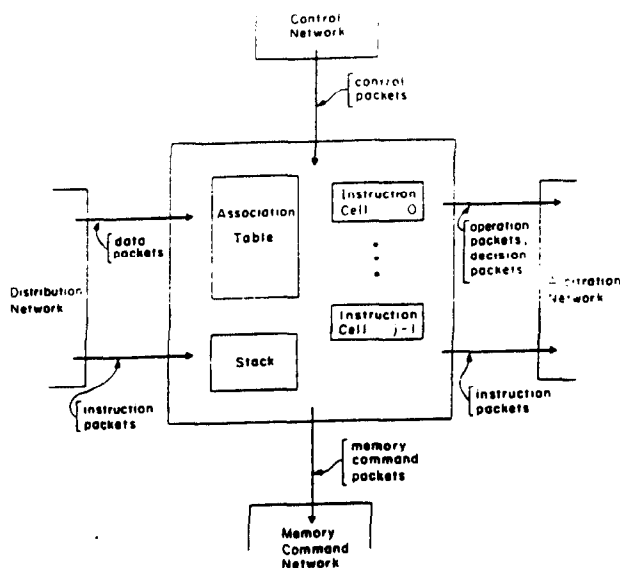 Control
Network
control
packets
Association
Table
Instruction
Cell 0
data
packets
operation
packets,
decision
packets
Distribution
Network
Network
Instruction
Cell j-1
Stack
instruction
packets
instruction
packets
memory
command
packets
Memory
Command
Network